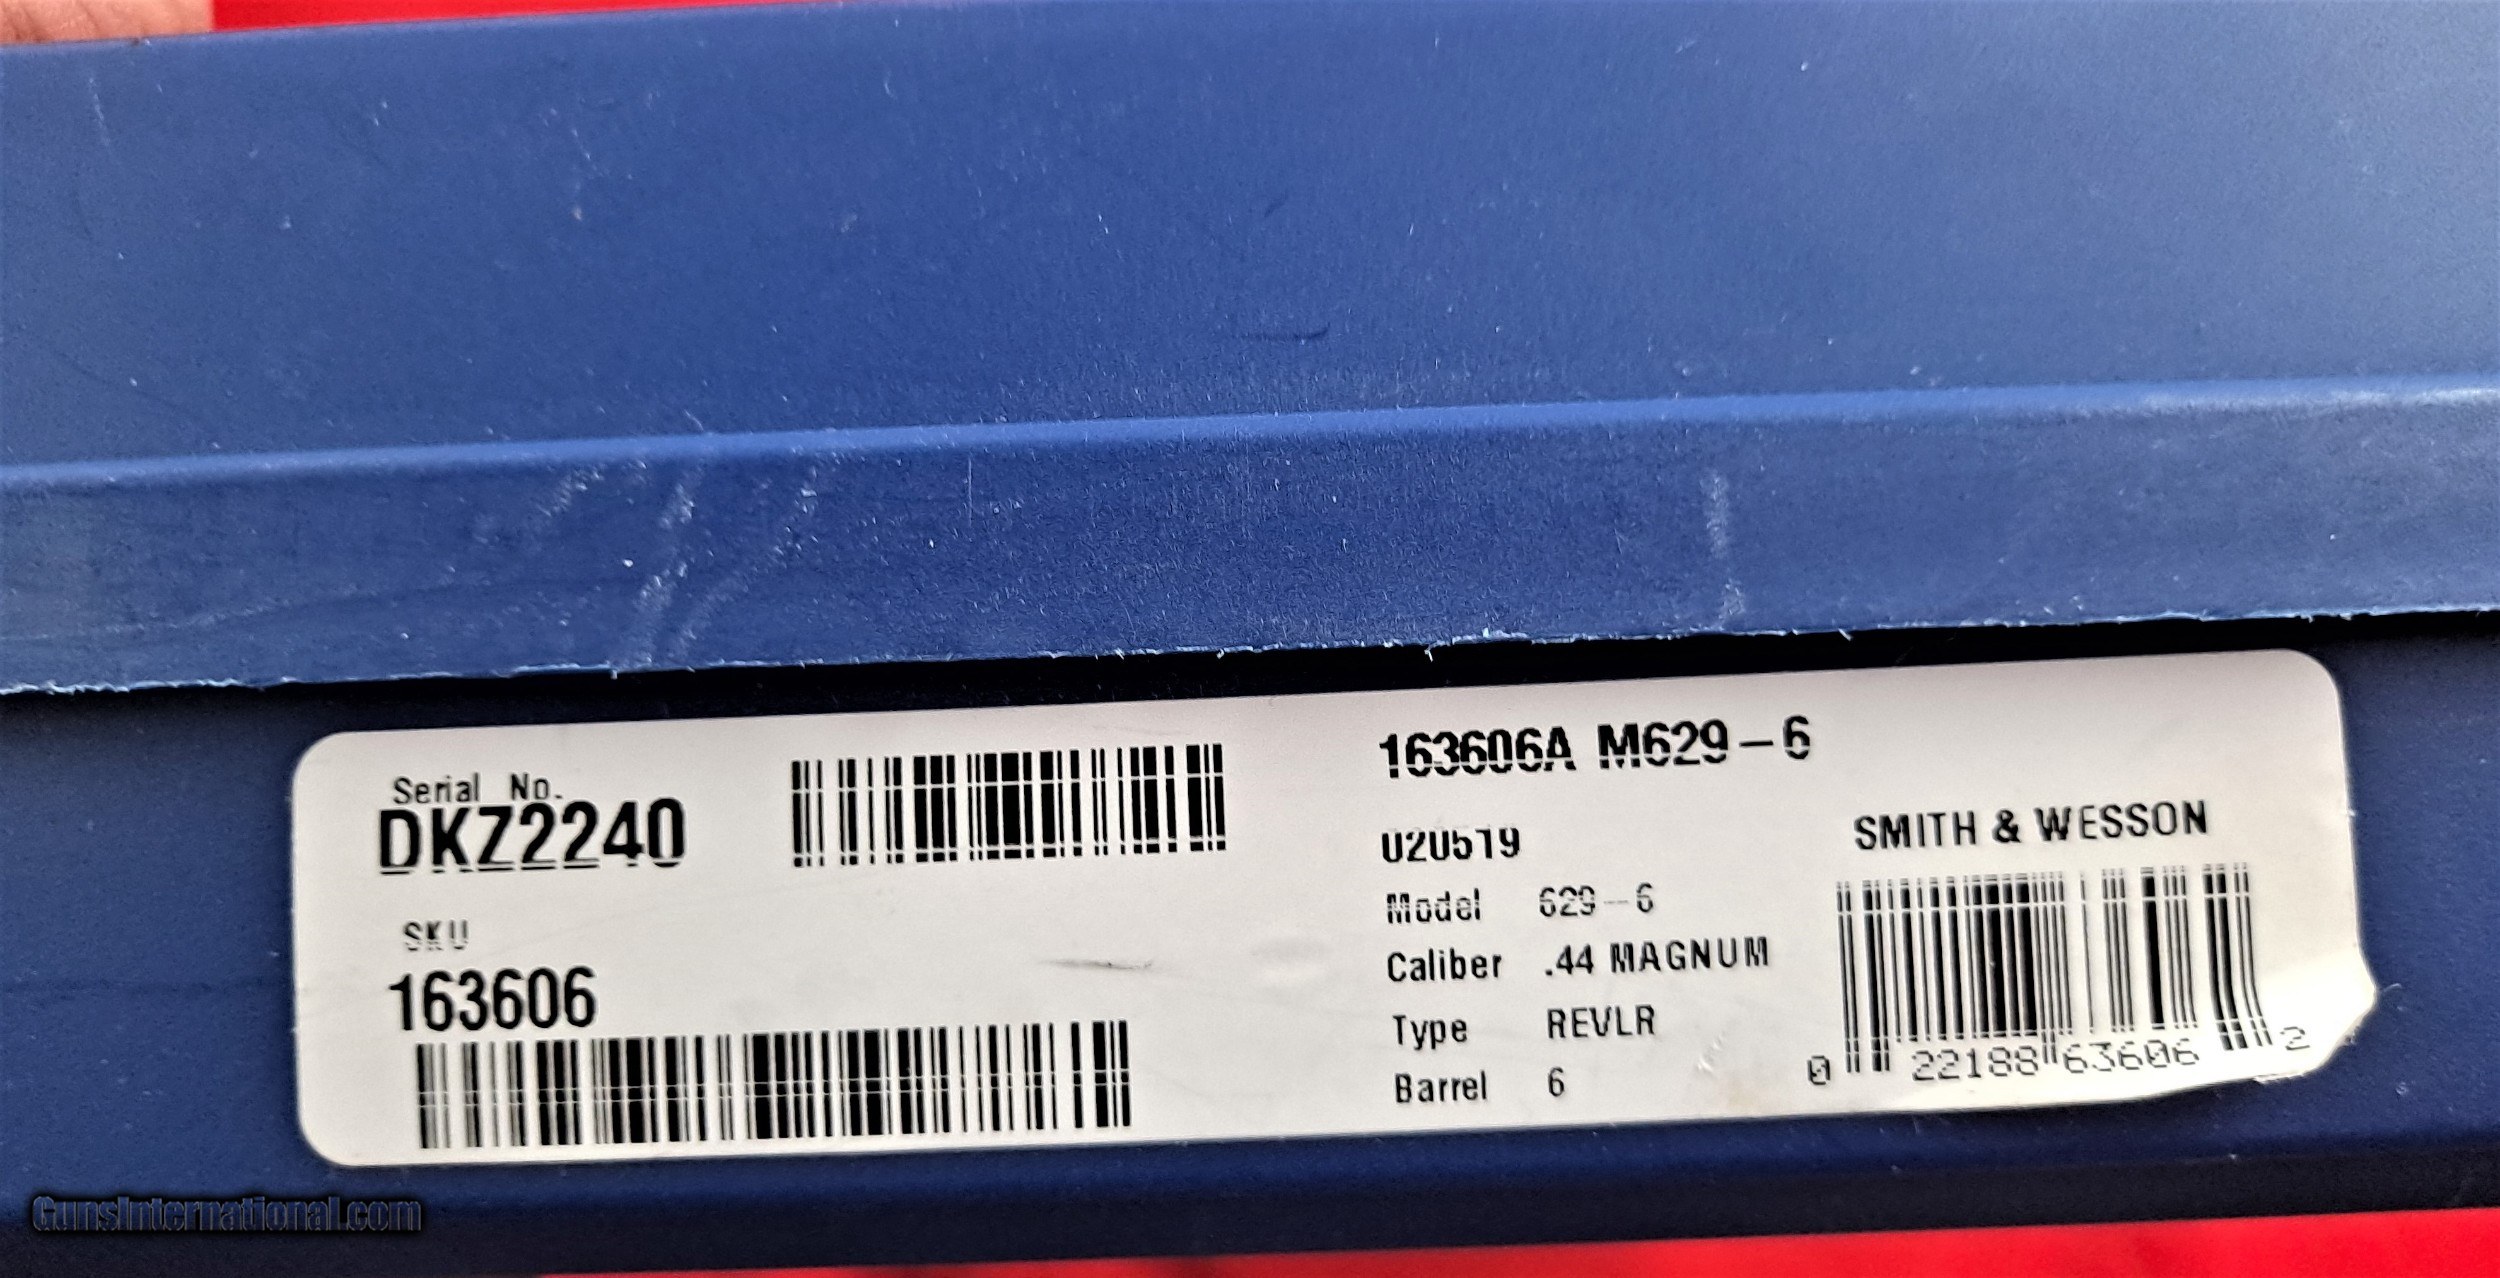 Serial No.
DKZ2240
SKU
163606
163606A M629-6
020519
Model 629-6
Caliber .44 MAGNUM
Type REVLR
Barrel 6
SMITH & WESSON
0 22188 63606 2
GunsInternational.com